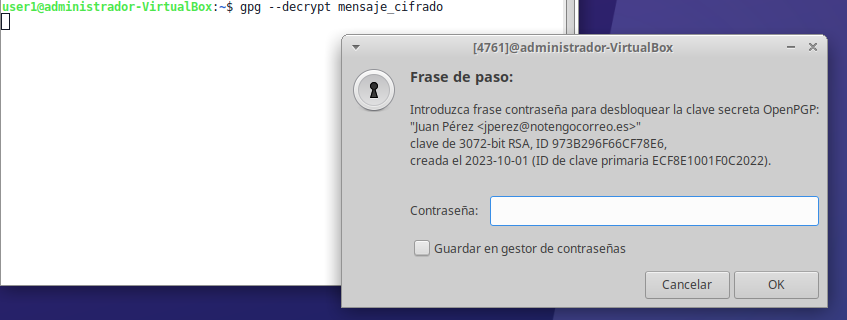 user1@administrador-VirtualBox:~$ gpg --decrypt mensaje_cifrado
[4761]@administrador-VirtualBox
Frase de paso:
Introduzca frase contraseña para desbloquear la clave secreta OpenPGP:
"Juan Pérez <jperez@notengocorreo.es>"
clave de 3072-bit RSA, ID 973B296F66CF78E6,
creada el 2023-10-01 (ID de clave primaria ECF8E1001F0C2022).
Contraseña:
Guardar en gestor de contraseñas
Cancelar
OK